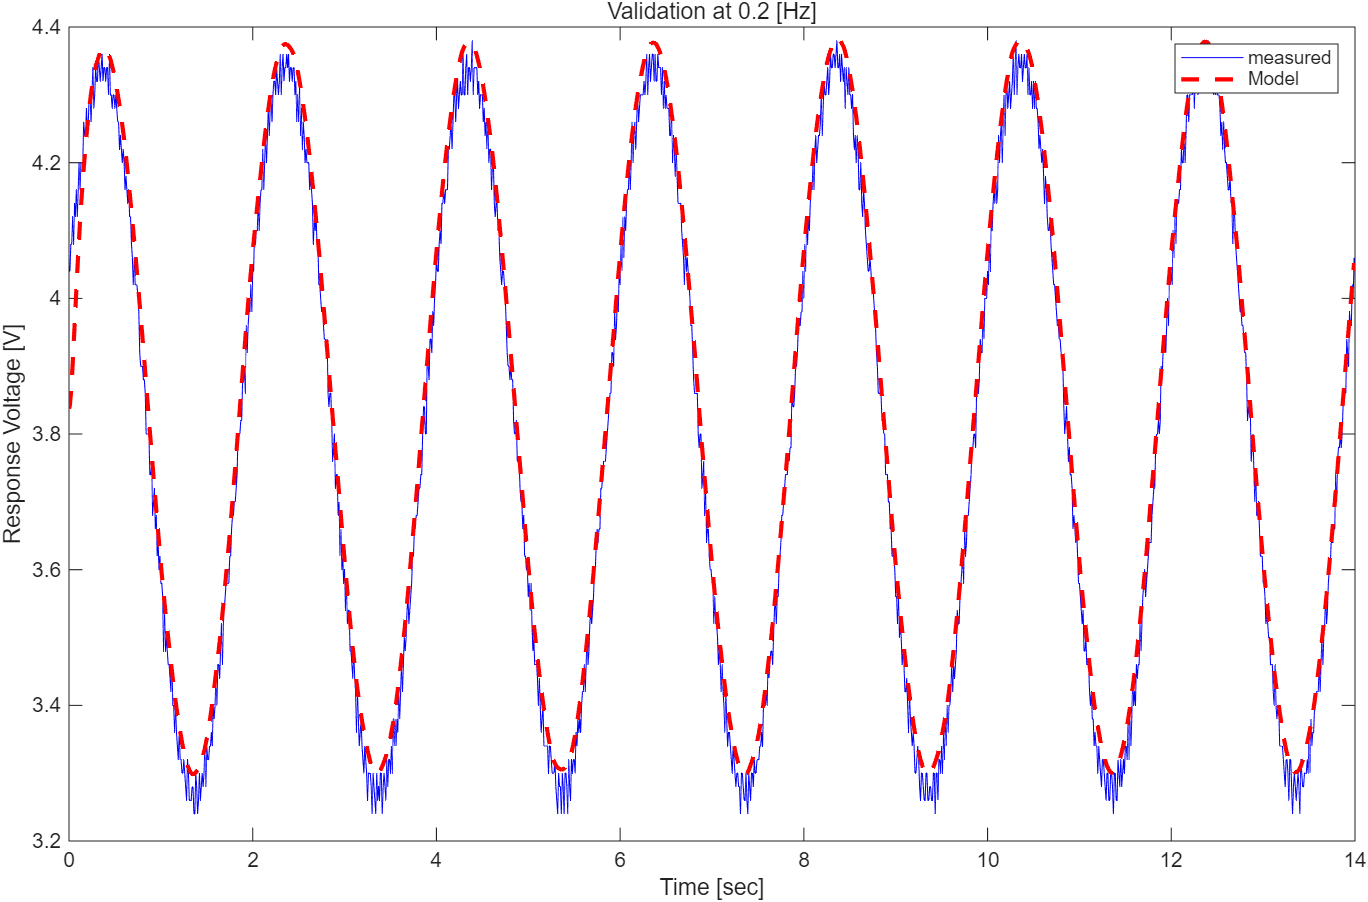 Validation at 0.2 [Hz]
4.4
4.2
4
3.8
3.6
3.4
3.2
Response Voltage [V]
measured
Model
0 2 4 6 8 10 12 14
Time [sec]